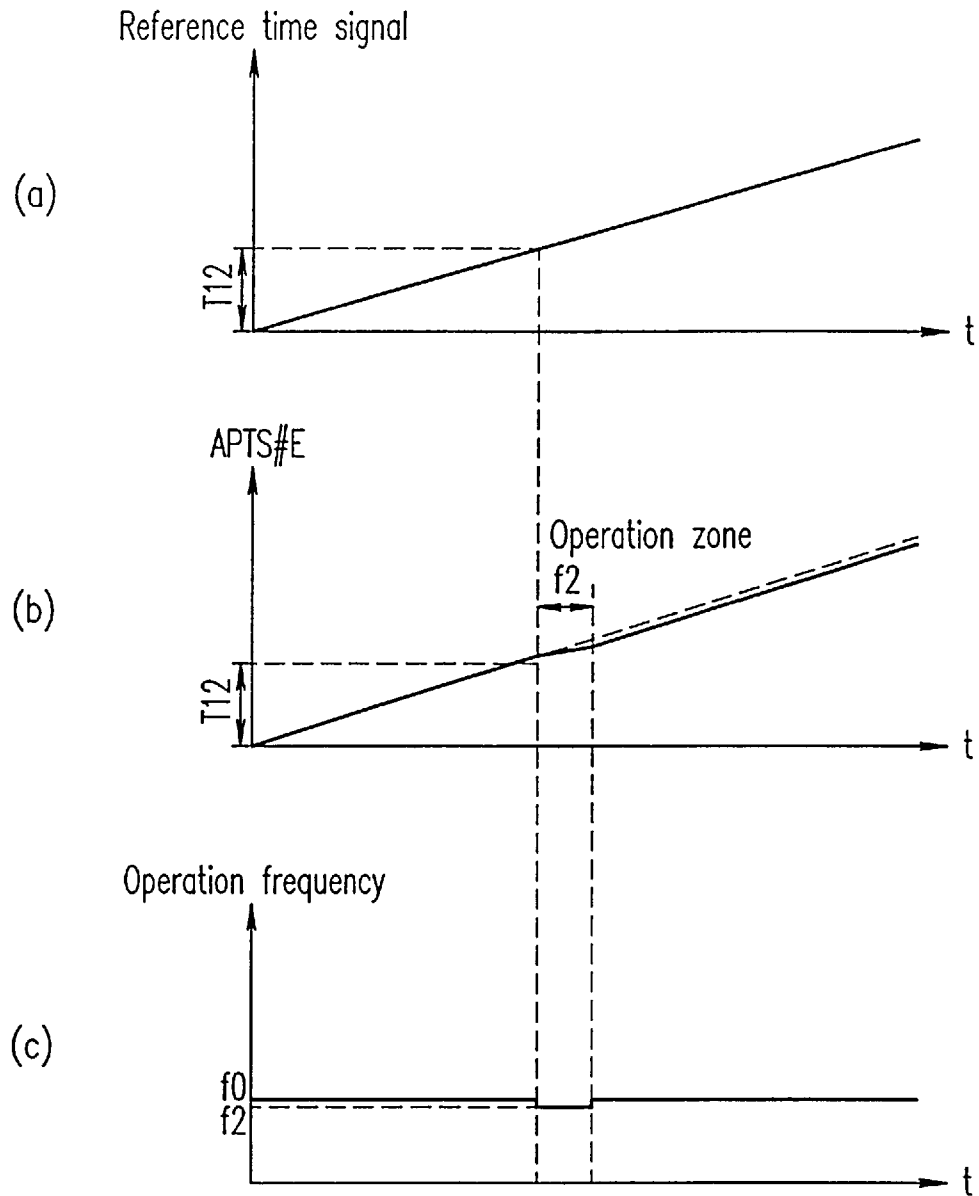 Reference time signal
(a)
T12
t
APTS#E
Operation zone
f2
(b)
T12
t
Operation frequency
(c)
f0
f2
t